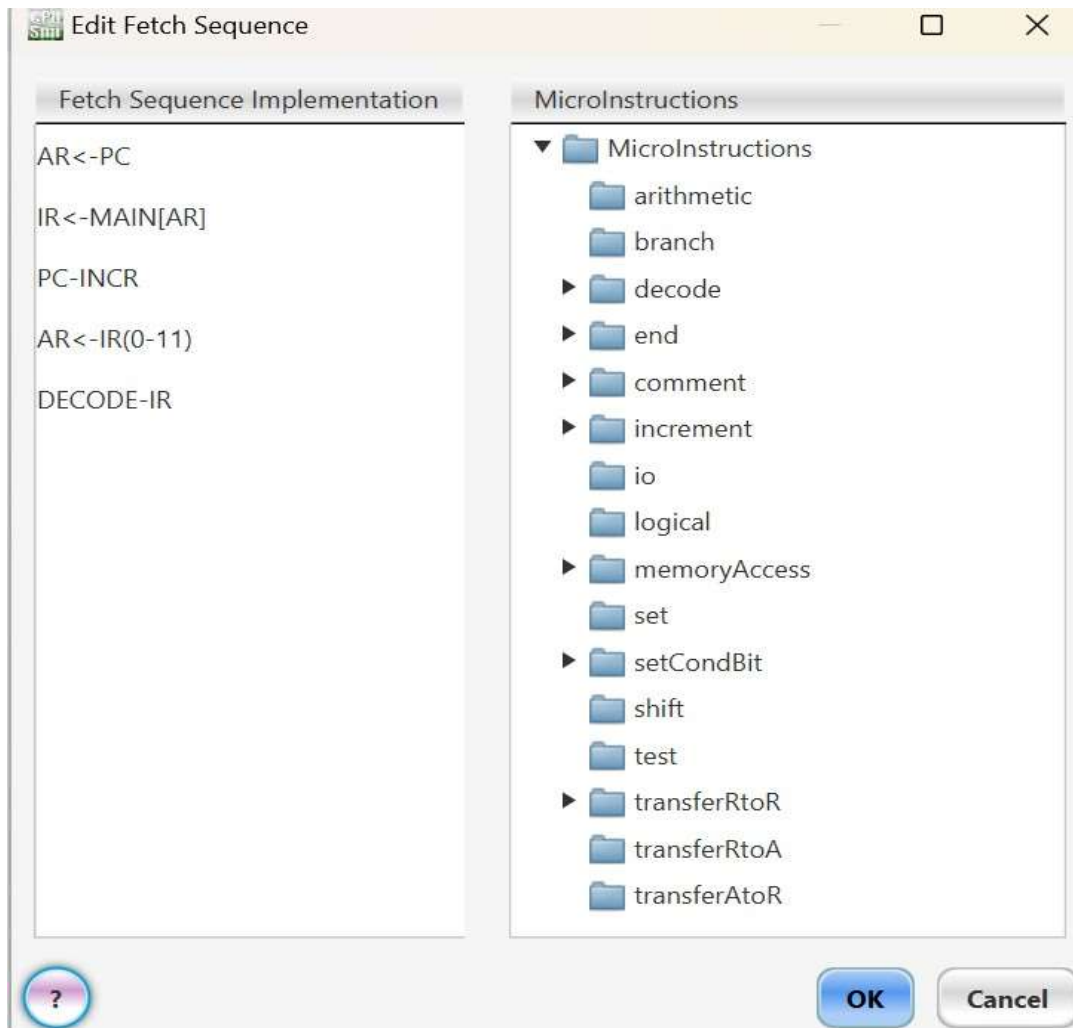 Edit Fetch Sequence
Fetch Sequence Implementation
AR<-PC
IR<-MAIN[AR]
PC-INCR
AR<-IR(0-11)
DECODE-IR
MicroInstructions
MicroInstructions
arithmetic
branch
decode
end
comment
increment
io
logical
memoryAccess
set
setCondBit
shift
test
transferRtoR
transferRtoA
transferAtoR
?
OK
Cancel